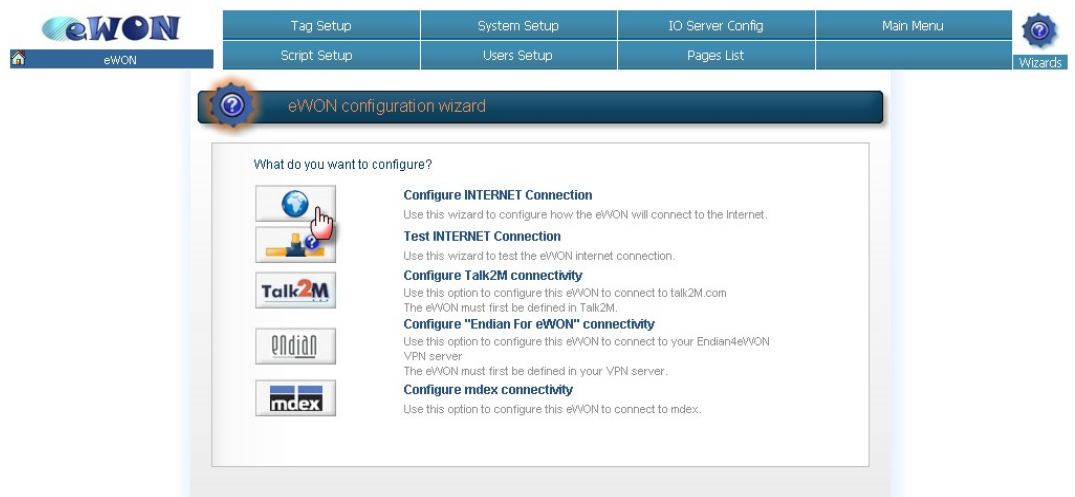 eWON
Tag Setup
System Setup
IO Server Config
Main Menu
eWON
Script Setup
Users Setup
Pages List
Wizards
eWON configuration wizard
What do you want to configure?
Configure INTERNET Connection
Use this wizard to configure how the eWON will connect to the Internet.
Test INTERNET Connection
Use this wizard to test the eWON internet connection.
Talk2M
Configure Talk2M connectivity
Use this option to configure this eWON to connect to talk2M.com
The eWON must first be defined in Talk2M.
endian
Configure "Endian For eWON" connectivity
Use this option to configure this eWON to connect to your Endian4eWON
VPN server
The eWON must first be defined in your VPN server.
mdex
Configure mdex connectivity
Use this option to configure this eWON to connect to mdex.